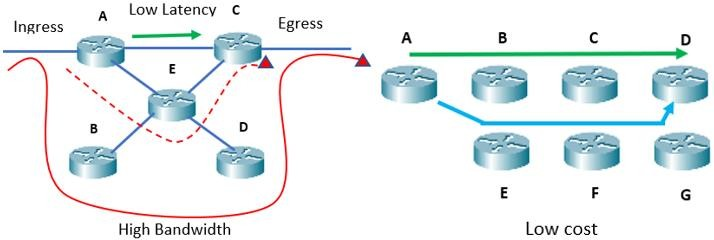 Ingress
A
Low Latency
C
Egress
E
B
D
High Bandwidth
A
B
C
D
E
F
G
Low cost